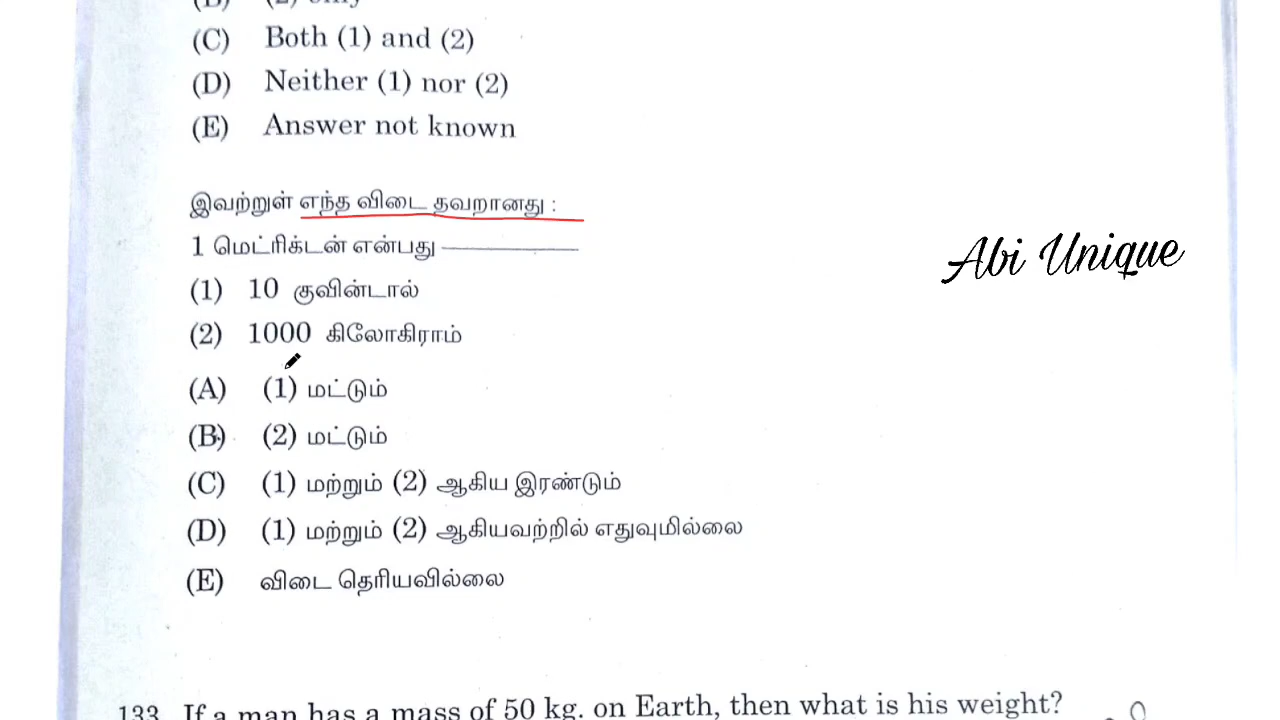 (B) (2) only
(C) Both (1) and (2)
(D) Neither (1) nor (2)
(E) Answer not known
இவற்றுள் எந்த விடை தவறானது :
1 மெட்ரிக்டன் என்பது
(1) 10 குவின்டால்
(2) 1000 கிலோகிராம்
Abi Unique
(A) (1) மட்டும்
(B) (2) மட்டும்
(C) (1) மற்றும் (2) ஆகிய இரண்டும்
(D) (1) மற்றும் (2) ஆகியவற்றில் எதுவுமில்லை
(E) விடை தெரியவில்லை
133. If a man has a mass of 50 kg. on Earth, then what is his weight?